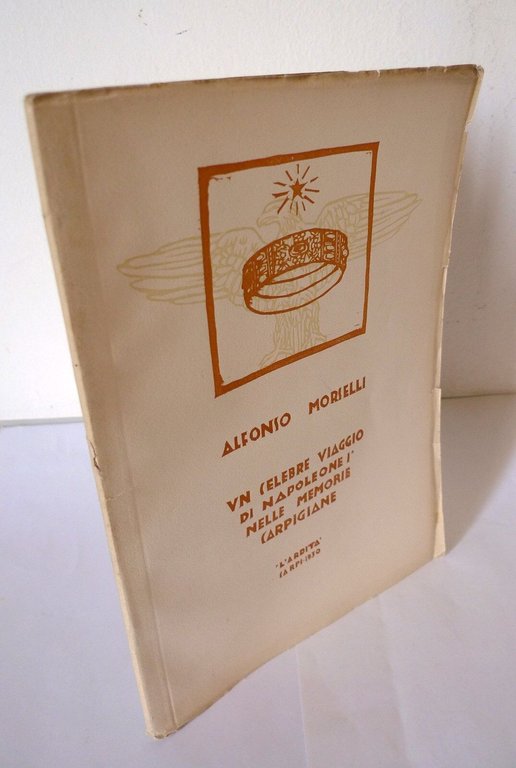 ALFONSO MORSELLI
VN CELEBRE VIAGGIO
DI NAPOLEONE I°
NELLE MEMORIE
CARPIGIANE
"L'ARDITA"
CARPI·1930